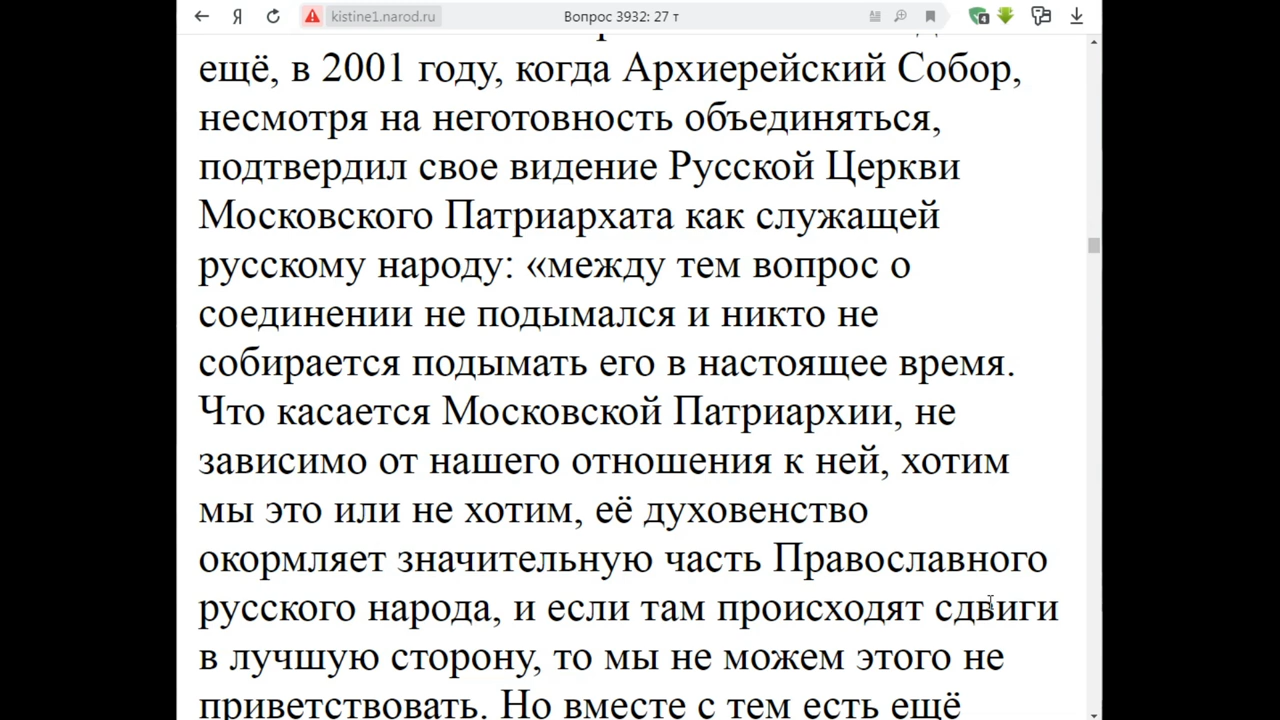 kistine1.narod.ru
Вопрос 3932: 27 т
4
ещё, в 2001 году, когда Архиерейский Собор,
несмотря на неготовность объединяться,
подтвердил свое видение Русской Церкви
Московского Патриархата как служащей
русскому народу: «между тем вопрос о
соединении не подымался и никто не
собирается подымать его в настоящее время.
Что касается Московской Патриархии, не
зависимо от нашего отношения к ней, хотим
мы это или не хотим, её духовенство
окормляет значительную часть Православного
русского народа, и если там происходят сдвиги
в лучшую сторону, то мы не можем этого не
приветствовать. Но вместе с тем есть ещё